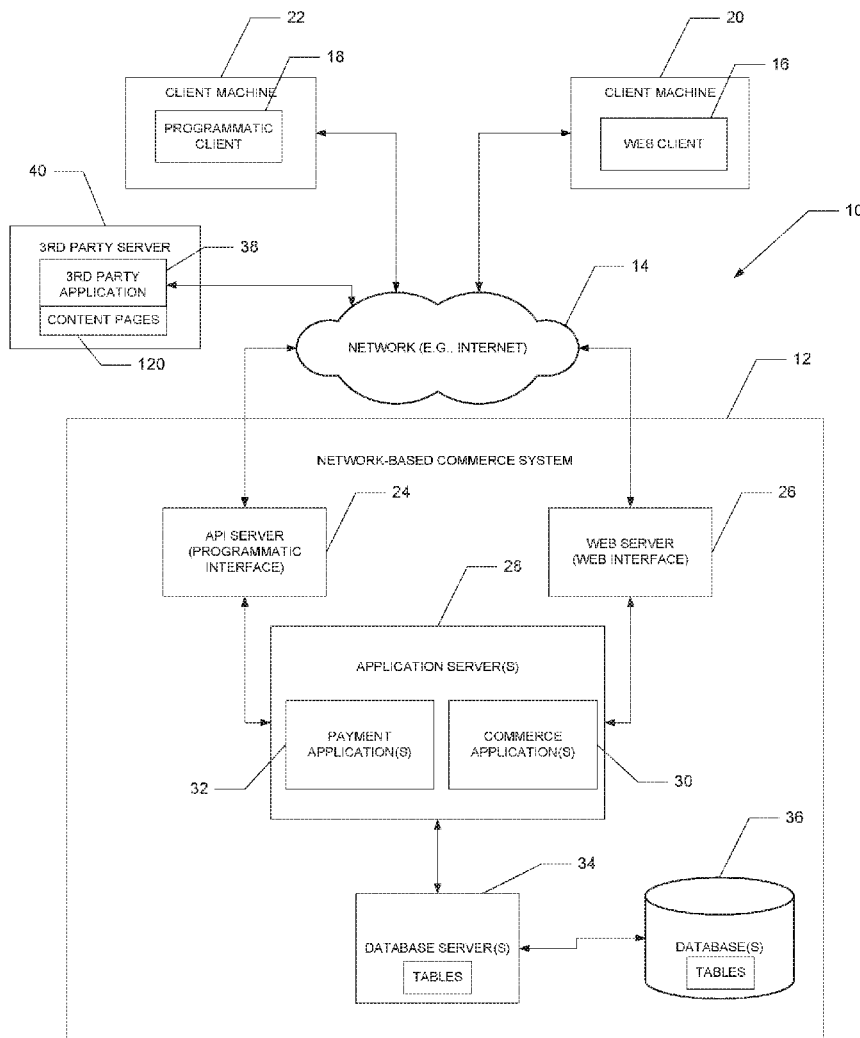 22
20
18
16
CLIENT MACHINE
CLIENT MACHINE
PROGRAMMATIC
CLIENT
WEB CLIENT
40
10
3RD PARTY SERVER
38
3RD PARTY
APPLICATION
14
CONTENT PAGES
NETWORK (E.G., INTERNET)
120
12
NETWORK-BASED COMMERCE SYSTEM
24
26
API SERVER
(PROGRAMMATIC
INTERFACE)
WEB SERVER
(WEB INTERFACE)
28
APPLICATION SERVER(S)
PAYMENT
APPLICATION(S)
COMMERCE
APPLICATION(S)
32
30
34
36
DATABASE SERVER(S)
TABLES
DATABASE(S)
TABLES